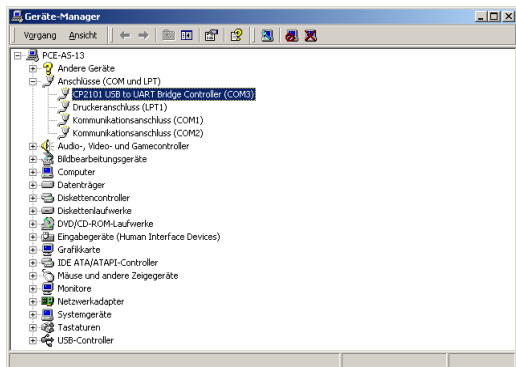 Geräte-Manager
Vorgang Ansicht
PCE-AS-13
Andere Geräte
Anschlüsse (COM und LPT)
CP2101 USB to UART Bridge Controller (COM3)
Druckeranschluss (LPT1)
Kommunikationsanschluss (COM1)
Kommunikationsanschluss (COM2)
Audio-, Video- und Gamecontroller
Bildbearbeitungsgeräte
Computer
Datenträger
Diskettencontroller
Diskettenlaufwerke
DVD/CD-ROM-Laufwerke
Eingabegeräte (Human Interface Devices)
Grafikkarte
IDE ATA/ATAPI-Controller
Mäuse und andere Zeigegeräte
Monitore
Netzwerkadapter
Systemgeräte
Tastaturen
USB-Controller